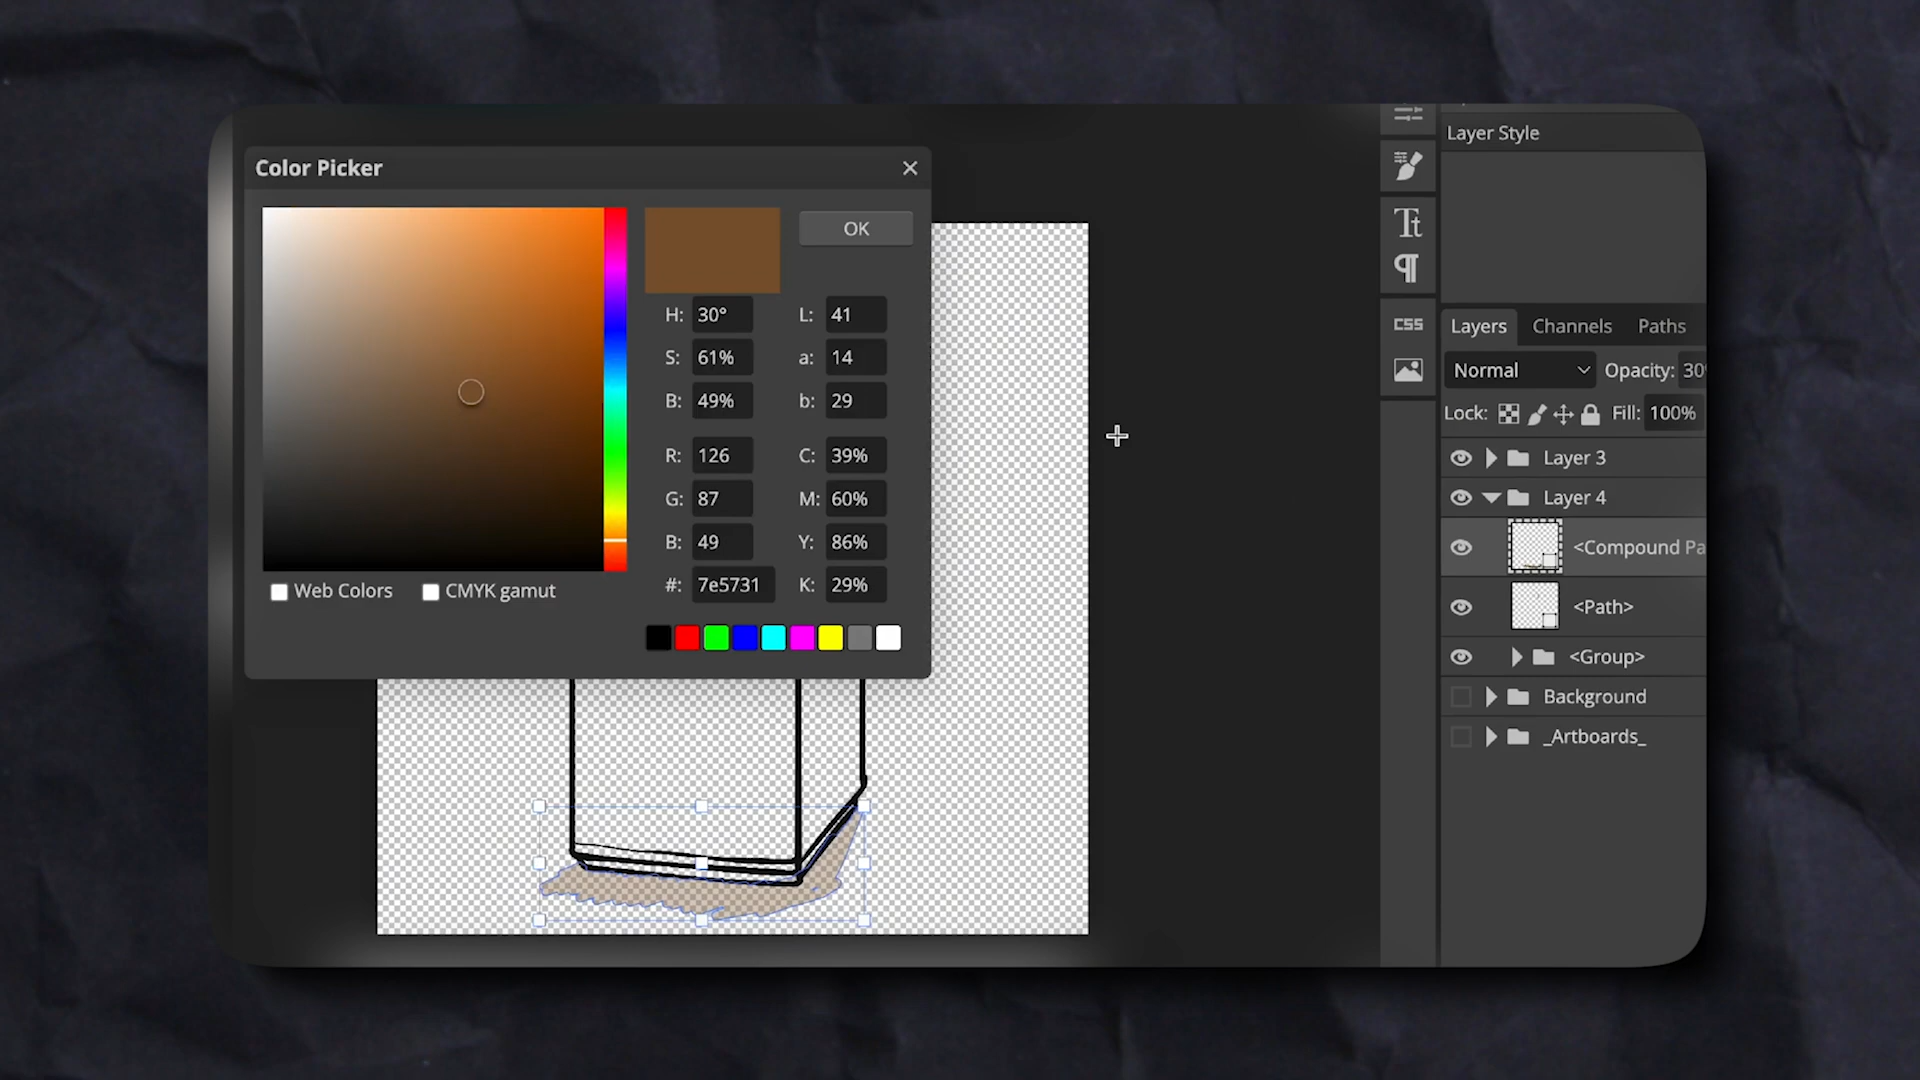 Color Picker
OK
H: 30°
S: 61%
B: 49%
R: 126
G: 87
B: 49
#: 7e5731
L: 41
a: 14
b: 29
C: 39%
M: 60%
Y: 86%
K: 29%
Web Colors
CMYK gamut
CSS
Layer Style
Layers Channels Paths
Normal Opacity: 30
Lock: Fill: 100%
Layer 3
Layer 4
<Compound Pa
<Path>
<Group>
Background
_Artboards_